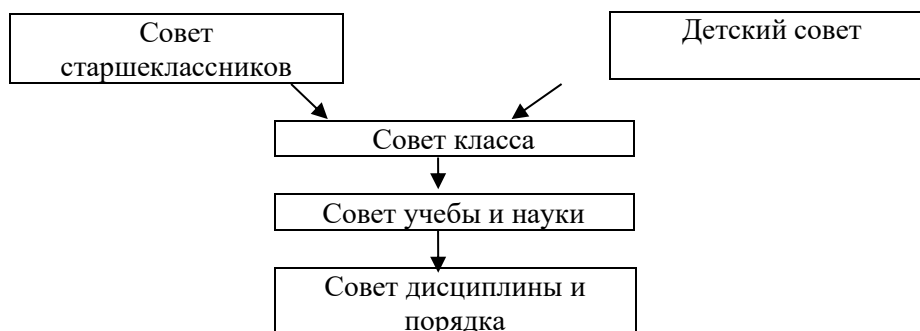 Совет
старшеклассников
Детский совет
Совет класса
Совет учебы и науки
Совет дисциплины и
порядка